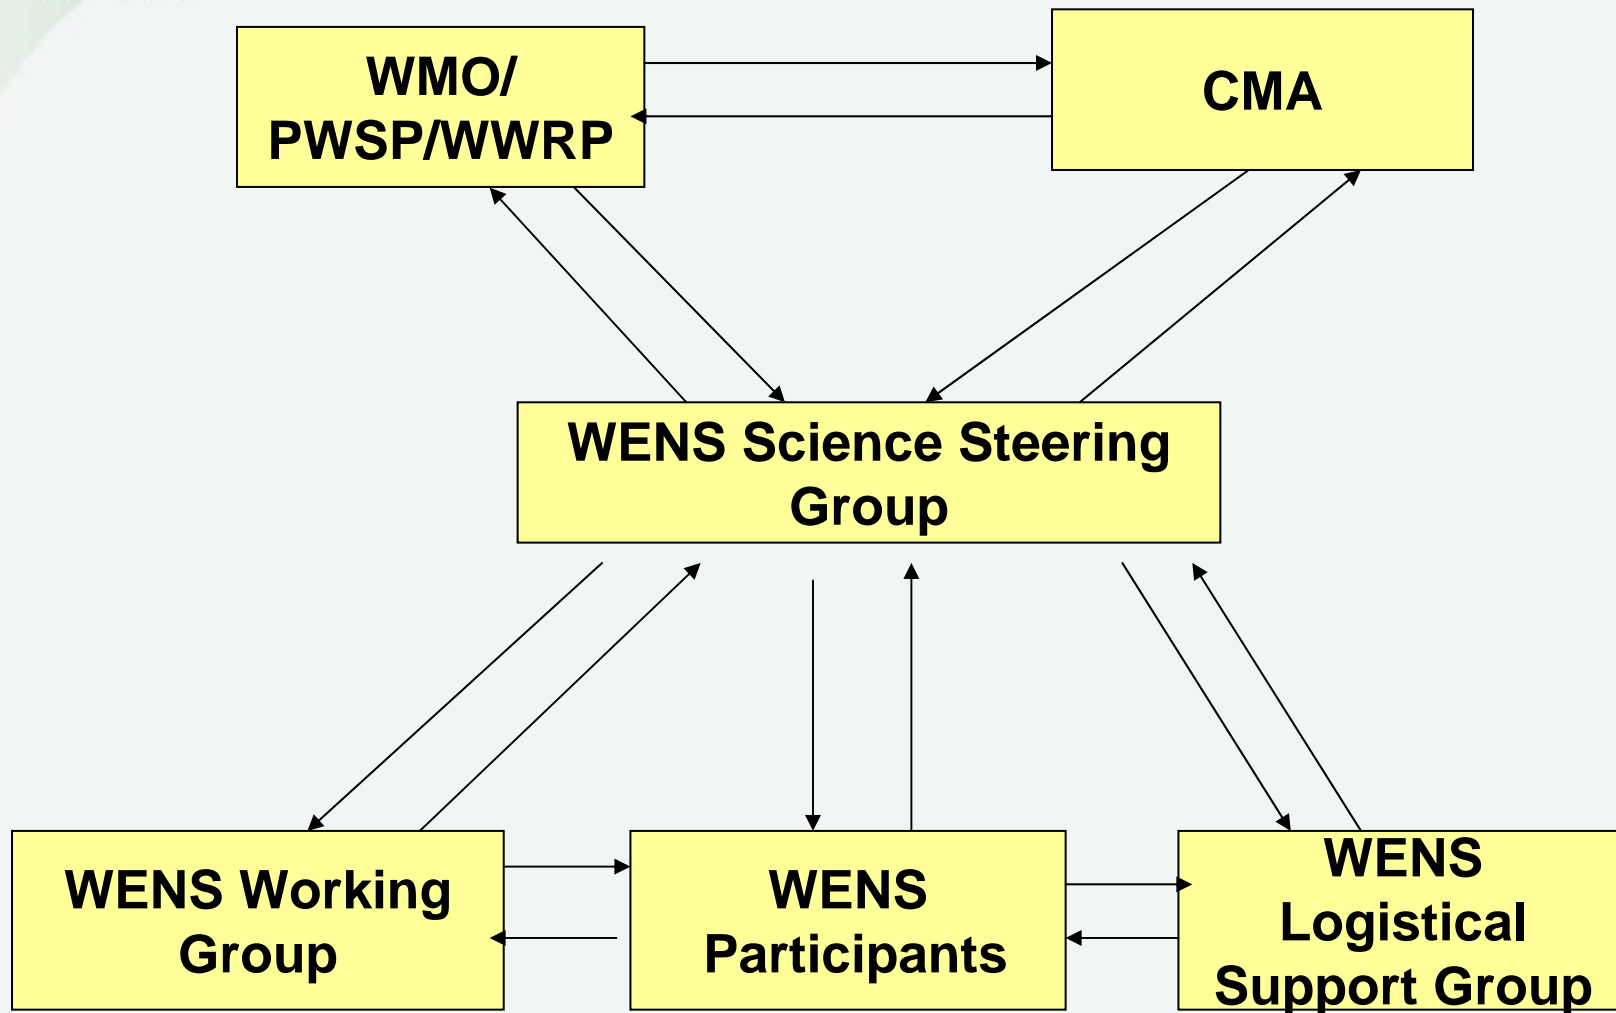 WMO/
PWSP/WWRP
CMA
WENS Science Steering
Group
WENS Working
Group
WENS
Participants
WENS
Logistical
Support Group